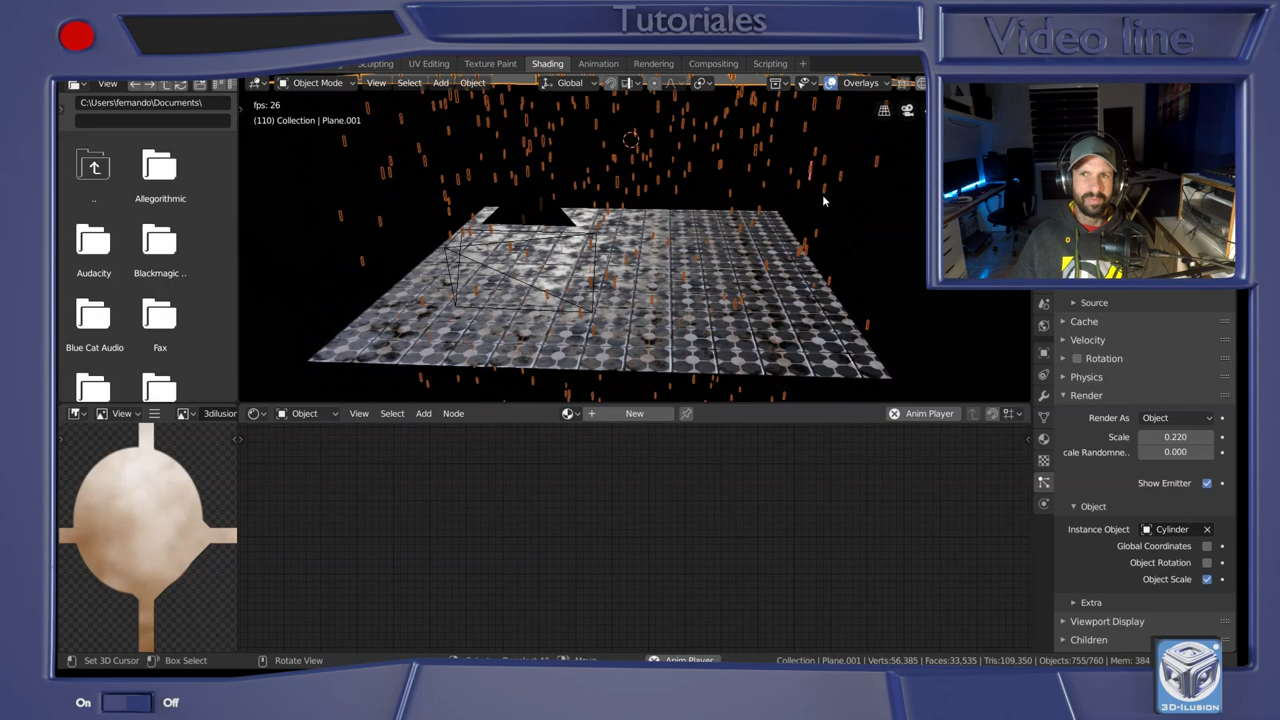 Tutoriales
Video line
UV Editing Texture Paint Shading Animation Rendering Compositing Scripting +
View
Object Mode View Select Add Object Global Overlays
C:\Users\fernando\Documents\
fps: 26
(110) Collection | Plane.001
.. Allegorithmic
Audacity Blackmagic ..
Blue Cat Audio Fax
Source
Cache
Velocity
Rotation
Physics
Render
Render As Object
Scale 0.220
cale Randomne.. 0.000
Show Emitter
Object
Instance Object Cylinder
Global Coordinates
Object Rotation
Object Scale
Extra
Viewport Display
Children
View 3dilusion
Object View Select Add Node New Anim Player
Set 3D Cursor Box Select Rotate View Anim Player Collection | Plane.001 | Verts:56,385 | Faces:33,535 | Tris:109,350 | Objects:755/760 | Mem: 384
On Off
3D-ILUSION